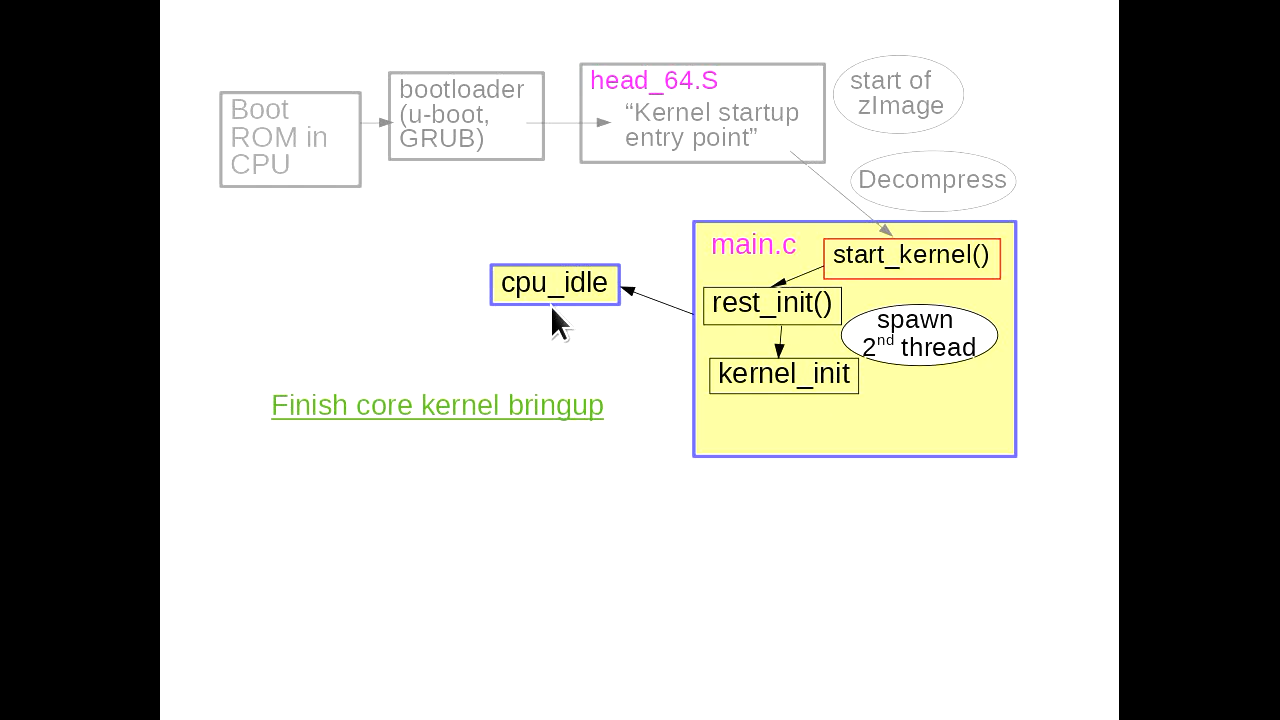 Boot
ROM in
CPU
bootloader
(u-boot,
GRUB)
head_64.S
“Kernel startup
entry point”
start of
zImage
Decompress
main.c
start_kernel()
rest_init()
spawn
2nd thread
kernel_init
cpu_idle
Finish core kernel bringup